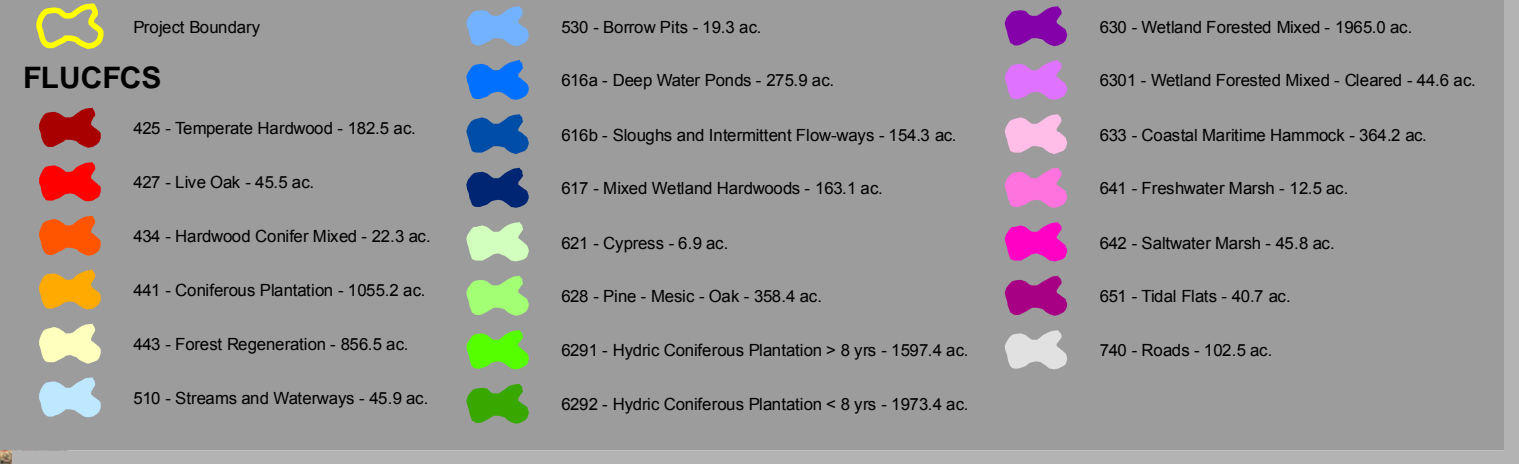 Project Boundary
FLUCFCS
425 - Temperate Hardwood - 182.5 ac.
427 - Live Oak - 45.5 ac.
434 - Hardwood Conifer Mixed - 22.3 ac.
441 - Coniferous Plantation - 1055.2 ac.
443 - Forest Regeneration - 856.5 ac.
510 - Streams and Waterways - 45.9 ac.
530 - Borrow Pits - 19.3 ac.
616a - Deep Water Ponds - 275.9 ac.
616b - Sloughs and Intermittent Flow-ways - 154.3 ac.
617 - Mixed Wetland Hardwoods - 163.1 ac.
621 - Cypress - 6.9 ac.
628 - Pine - Mesic - Oak - 358.4 ac.
6291 - Hydric Coniferous Plantation > 8 yrs - 1597.4 ac.
6292 - Hydric Coniferous Plantation < 8 yrs - 1973.4 ac.
630 - Wetland Forested Mixed - 1965.0 ac.
6301 - Wetland Forested Mixed - Cleared - 44.6 ac.
633 - Coastal Maritime Hammock - 364.2 ac.
641 - Freshwater Marsh - 12.5 ac.
642 - Saltwater Marsh - 45.8 ac.
651 - Tidal Flats - 40.7 ac.
740 - Roads - 102.5 ac.